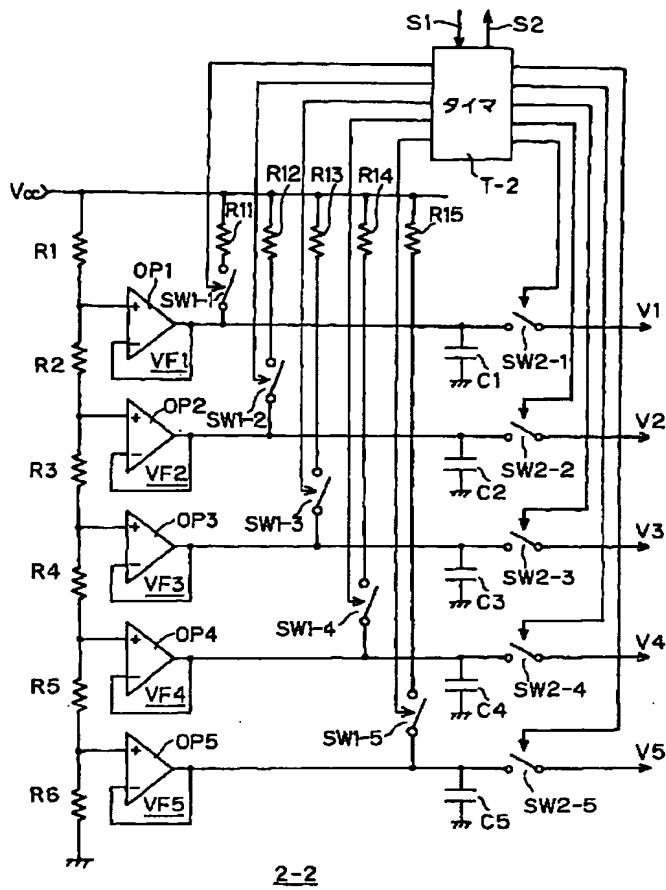 S1
S2
タイマ
T-2
Vcc
R11
R12
R13
R14
R15
R1
OP1
VF1
SW1-1
C1
SW2-1
V1
R2
OP2
VF2
SW1-2
C2
SW2-2
V2
R3
OP3
VF3
SW1-3
C3
SW2-3
V3
R4
OP4
VF4
SW1-4
C4
SW2-4
V4
R5
OP5
VF5
SW1-5
C5
SW2-5
V5
R6
2-2